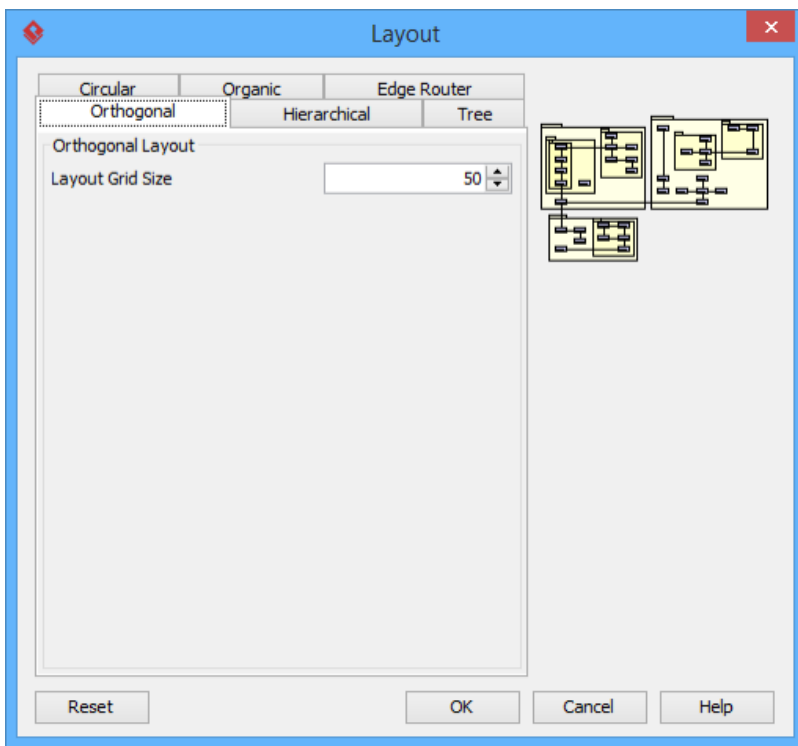 Layout
Circular Organic Edge Router
Orthogonal Hierarchical Tree
Orthogonal Layout
Layout Grid Size 50
Reset OK Cancel Help